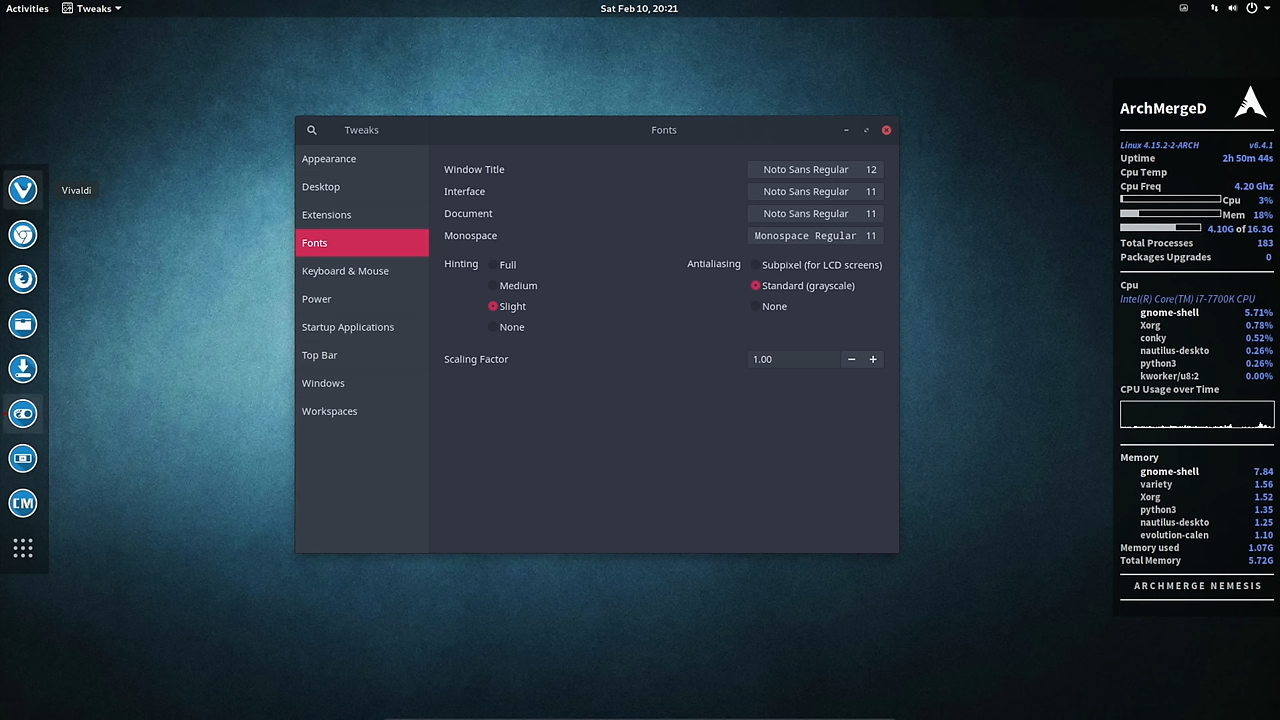 Activities
Tweaks
Sat Feb 10, 20:21
Vivaldi
CM
Tweaks
Fonts
Appearance
Desktop
Extensions
Fonts
Keyboard & Mouse
Power
Startup Applications
Top Bar
Windows
Workspaces
Window Title Noto Sans Regular 12
Interface Noto Sans Regular 11
Document Noto Sans Regular 11
Monospace Monospace Regular 11
Hinting Full
Medium
Slight
None
Antialiasing Subpixel (for LCD screens)
Standard (grayscale)
None
Scaling Factor 1.00 − +
ArchMergeD
Linux 4.15.2-2-ARCH v6.4.1
Uptime 2h 50m 44s
Cpu Temp
Cpu Freq 4.20 Ghz
Cpu 3%
Mem 18%
4.10G of 16.3G
Total Processes 183
Packages Upgrades 0
Cpu
Intel(R) Core(TM) i7-7700K CPU
gnome-shell 5.71%
Xorg 0.78%
conky 0.52%
nautilus-deskto 0.26%
python3 0.26%
kworker/u8:2 0.00%
CPU Usage over Time
Memory
gnome-shell 7.84
variety 1.56
Xorg 1.52
python3 1.35
nautilus-deskto 1.25
evolution-calen 1.10
Memory used 1.07G
Total Memory 5.72G
ARCHMERGE NEMESIS